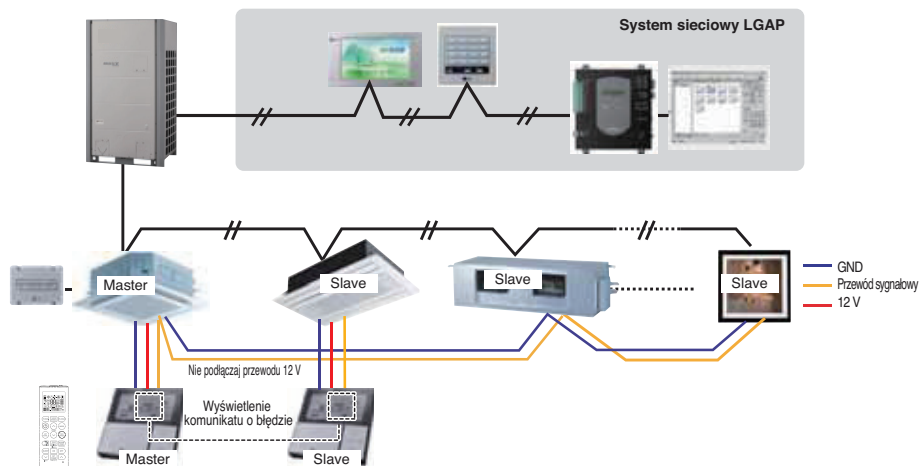 System sieciowy LGAP
Master
Slave
Slave
Slave
GND
Przewód sygnałowy
12 V
Nie podłączaj przewodu 12 V
Wyświetlenie
komunikatu o błędzie
Master
Slave